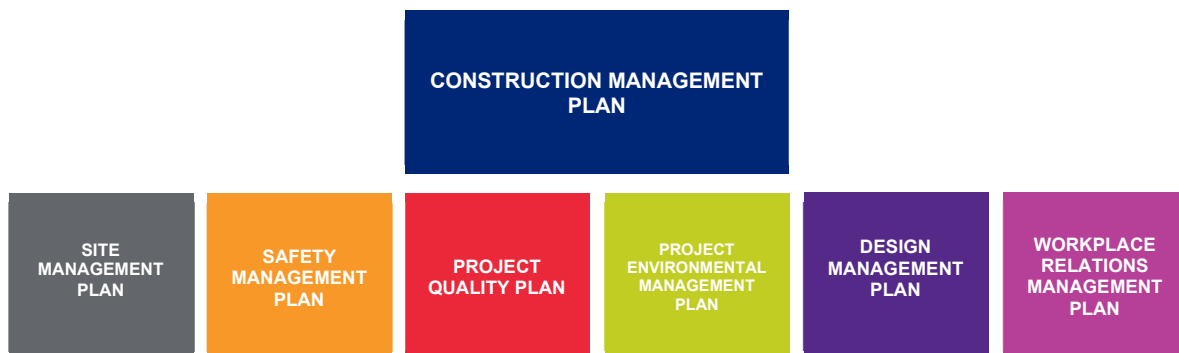 CONSTRUCTION MANAGEMENT
PLAN
SITE
MANAGEMENT
PLAN
SAFETY
MANAGEMENT
PLAN
PROJECT
QUALITY PLAN
PROJECT
ENVIRONMENTAL
MANAGEMENT
PLAN
DESIGN
MANAGEMENT
PLAN
WORKPLACE
RELATIONS
MANAGEMENT
PLAN